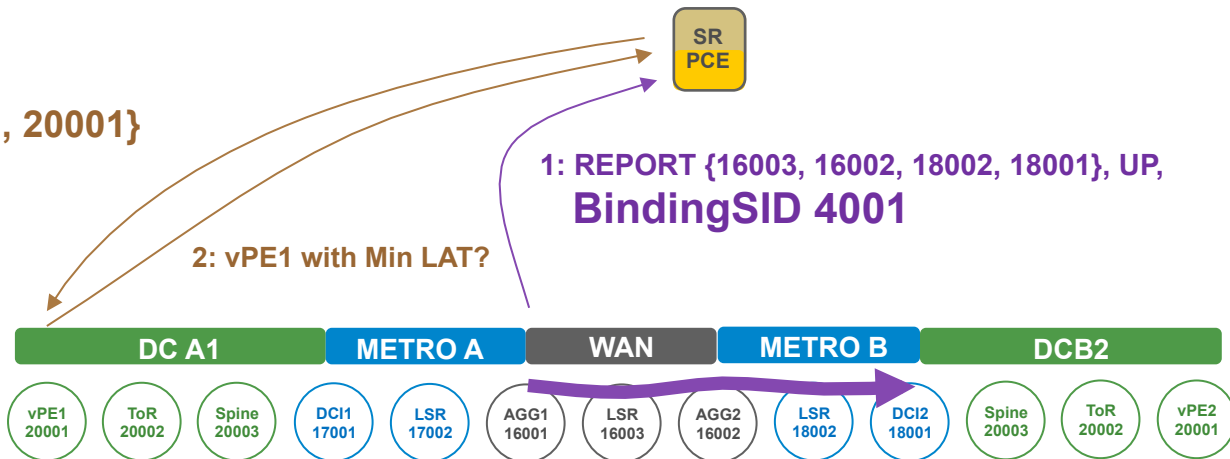 SR
PCE
, 20001}
1: REPORT {16003, 16002, 18002, 18001}, UP,
BindingSID 4001
2: vPE1 with Min LAT?
DC A1
METRO A
WAN
METRO B
DCB2
vPE1
20001
ToR
20002
Spine
20003
DCI1
17001
LSR
17002
AGG1
16001
LSR
16003
AGG2
16002
LSR
18002
DCI2
18001
Spine
20003
ToR
20002
vPE2
20001